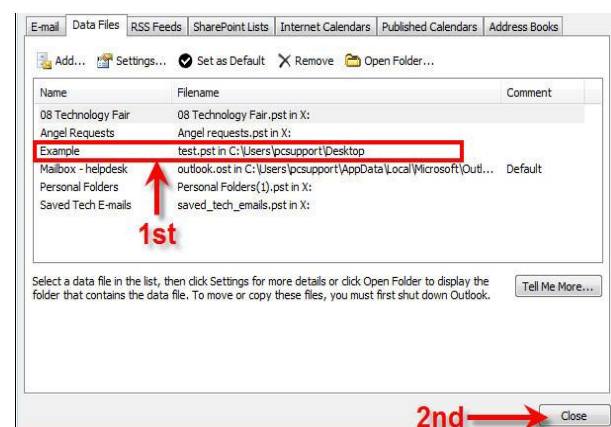 E-mail Data Files RSS Feeds SharePoint Lists Internet Calendars Published Calendars Address Books
Add... Settings... Set as Default Remove Open Folder...
Name Filename Comment
08 Technology Fair 08 Technology Fair.pst in X:
Angel Requests Angel requests.pst in X:
Example test.pst in C:\Users\pcsupport\Desktop
Mailbox - helpdesk outlook.ost in C:\Users\pcsupport\AppData\Local\Microsoft\Outl... Default
Personal Folders Personal Folders(1).pst in X:
Saved Tech E-mails saved_tech_emails.pst in X:
1st
Select a data file in the list, then click Settings for more details or click Open Folder to display the
folder that contains the data file. To move or copy these files, you must first shut down Outlook.
Tell Me More...
2nd Close